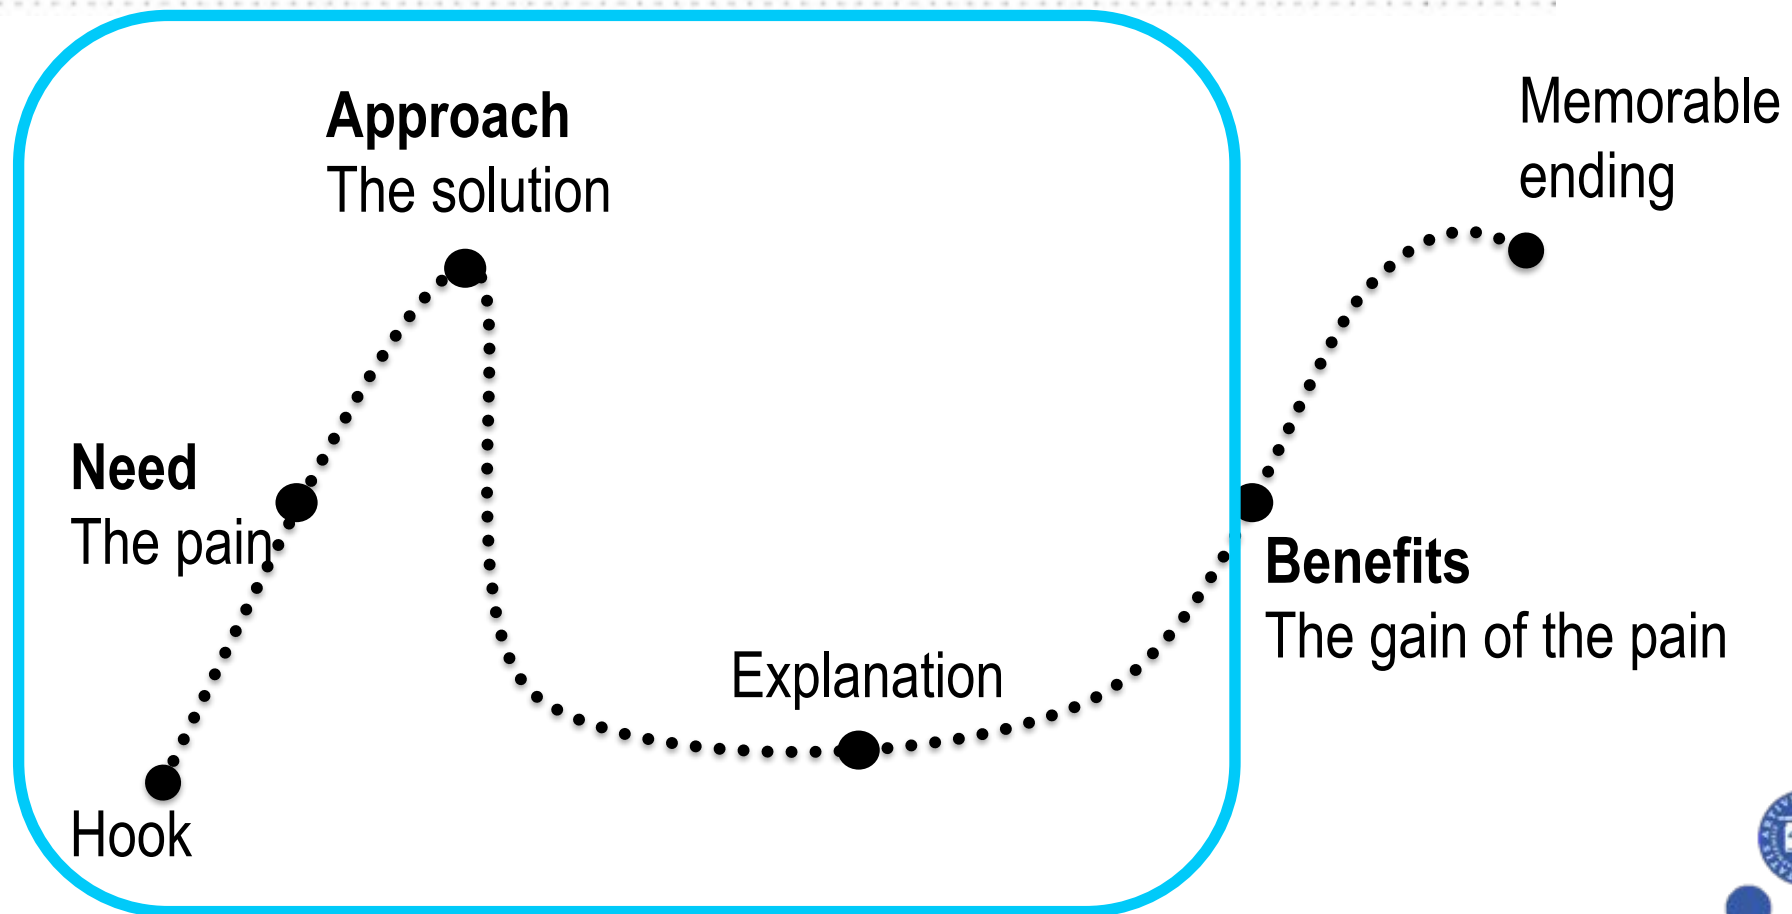 Approach
The solution
Memorable
ending
Need
The pain
Benefits
The gain of the pain
Explanation
Hook